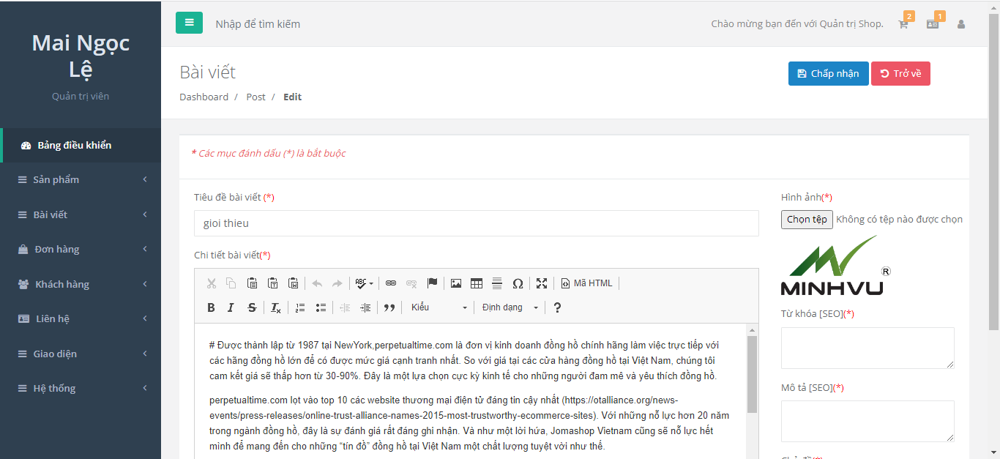 Mai Ngọc
Lệ
Quản trị viên
Bảng điều khiển
Sản phẩm
Bài viết
Đơn hàng
Khách hàng
Liên hệ
Giao diện
Hệ thống
Nhập để tìm kiếm
Chào mừng bạn đến với Quản trị Shop.
2
1
Bài viết
Chấp nhận
Trở về
Dashboard / Post / Edit
* Các mục đánh dấu (*) là bắt buộc
Tiêu đề bài viết (*)
gioi thieu
Chi tiết bài viết(*)
ABC
Mã HTML
B I S Ix
Kiểu
Định dạng
?
# Được thành lập từ 1987 tại NewYork,perpetualtime.com là đơn vị kinh doanh đồng hồ chính hãng làm việc trực tiếp với
các hãng đồng hồ lớn để có được mức giá cạnh tranh nhất. So với giá tại các cửa hàng đồng hồ tại Việt Nam, chúng tôi
cam kết giá sẽ thấp hơn từ 30-90%. Đây là một lựa chọn cực kỳ kinh tế cho những người đam mê và yêu thích đồng hồ.
perpetualtime.com lọt vào top 10 các website thương mại điện tử đáng tin cậy nhất (https://otalliance.org/news-
events/press-releases/online-trust-alliance-names-2015-most-trustworthy-ecommerce-sites). Với những nỗ lực hơn 20 năm
trong ngành đồng hồ, đây là sự đánh giá rất đáng ghi nhận. Và như một lời hứa, Jomashop Vietnam cũng sẽ nỗ lực hết
mình để mang đến cho những “tín đồ” đồng hồ tại Việt Nam một chất lượng tuyệt vời như thế.
Hình ảnh(*)
Chọn tệp Không có tệp nào được chọn
MINHVU ®
Từ khóa [SEO](*)
Mô tả [SEO](*)
Chủ đề(*)